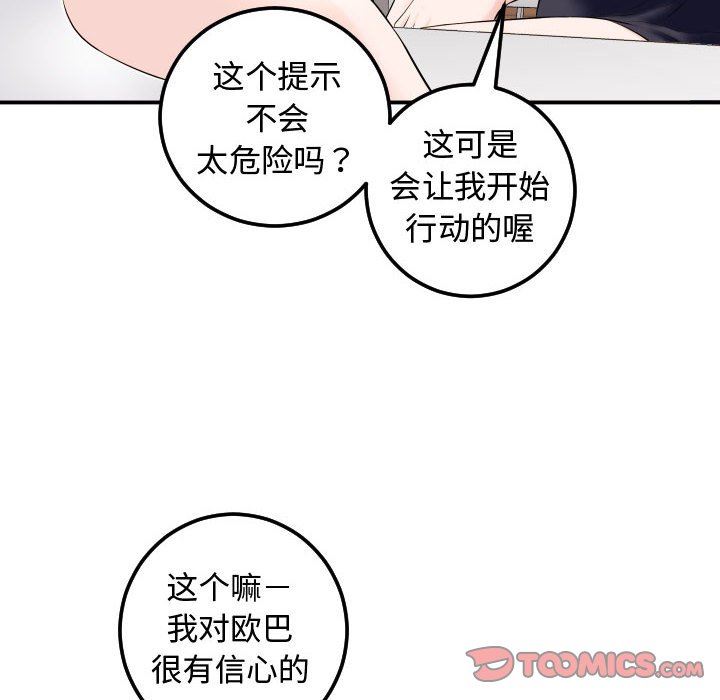 这个提示
不会
太危险吗？
这可是
会让我开始
行动的喔
这个嘛－
我对欧巴
很有信心的
TOOMICS.COM